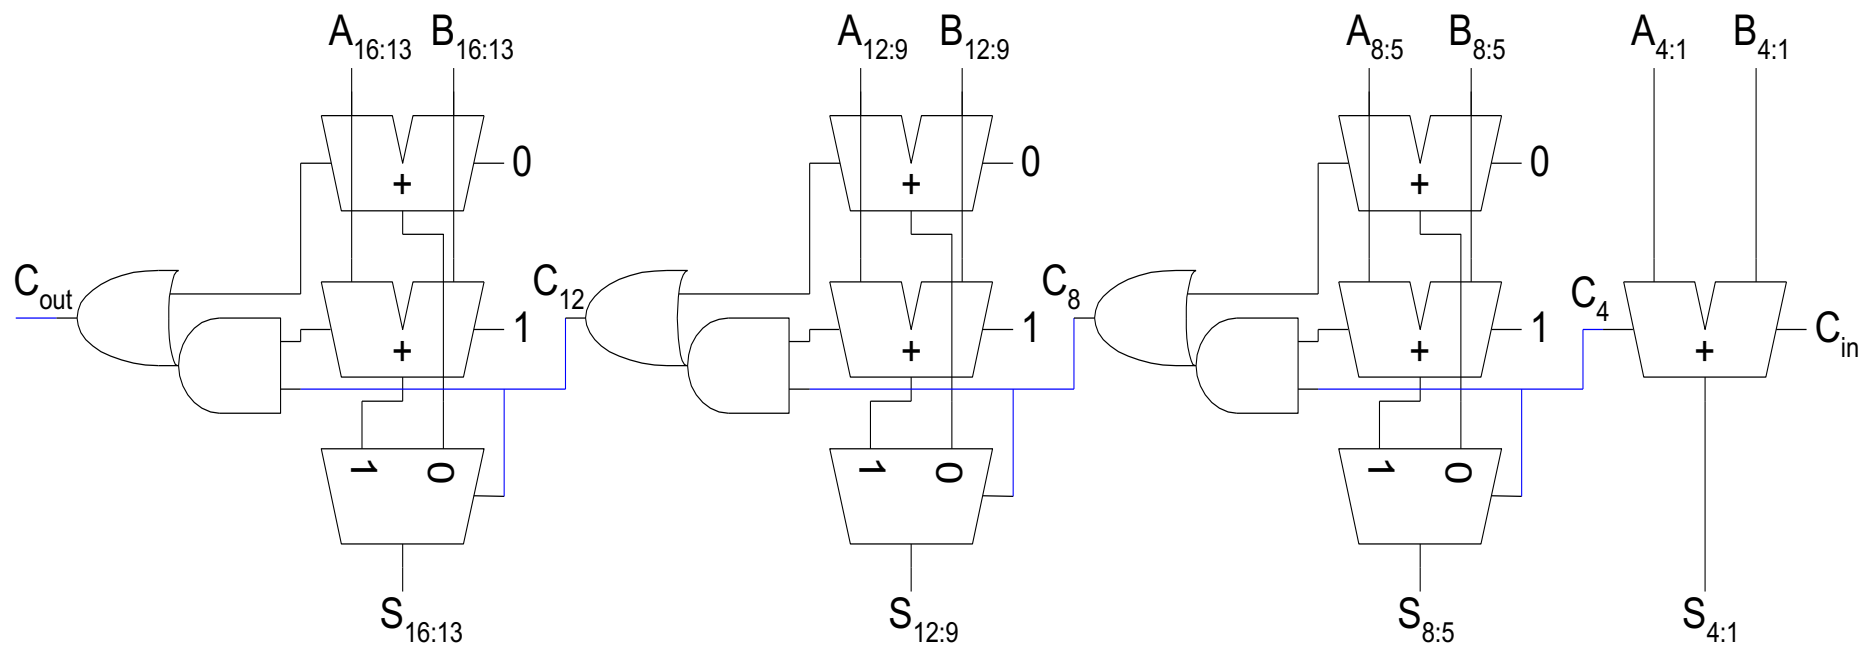 A16:13 B16:13 A12:9 B12:9 A8:5 B8:5 A4:1 B4:1
0 0 0
+ + +
Cout C12 C8 C4
1 1 1 Cin
+ + + +
1 0 1 0 1 0
S16:13 S12:9 S8:5 S4:1